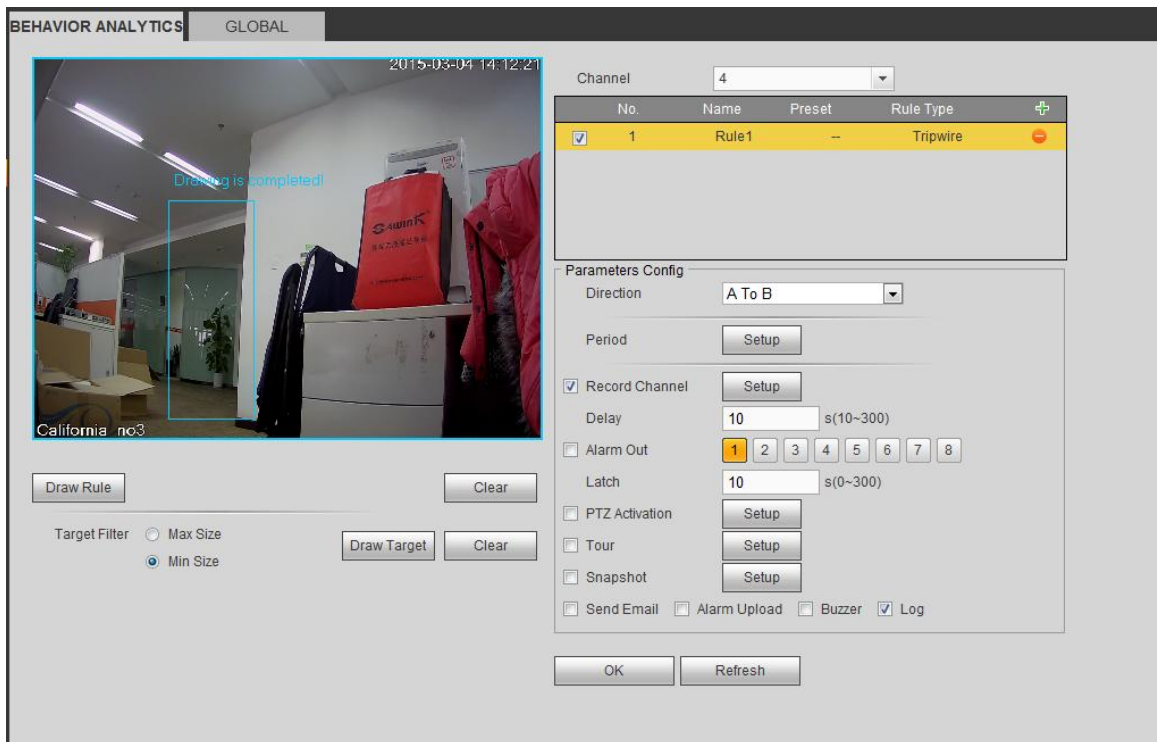 BEHAVIOR ANALYTICS GLOBAL
2015-03-04 14:12:21
Drawing is completed!
SAWINK
California no3
Draw Rule Clear
Target Filter Max Size
Min Size
Draw Target Clear
Channel 4
No. Name Preset Rule Type
1 Rule1 -- Tripwire
Parameters Config
Direction A To B
Period Setup
Record Channel Setup
Delay 10 s(10~300)
Alarm Out 1 2 3 4 5 6 7 8
Latch 10 s(0~300)
PTZ Activation Setup
Tour Setup
Snapshot Setup
Send Email Alarm Upload Buzzer Log
OK Refresh